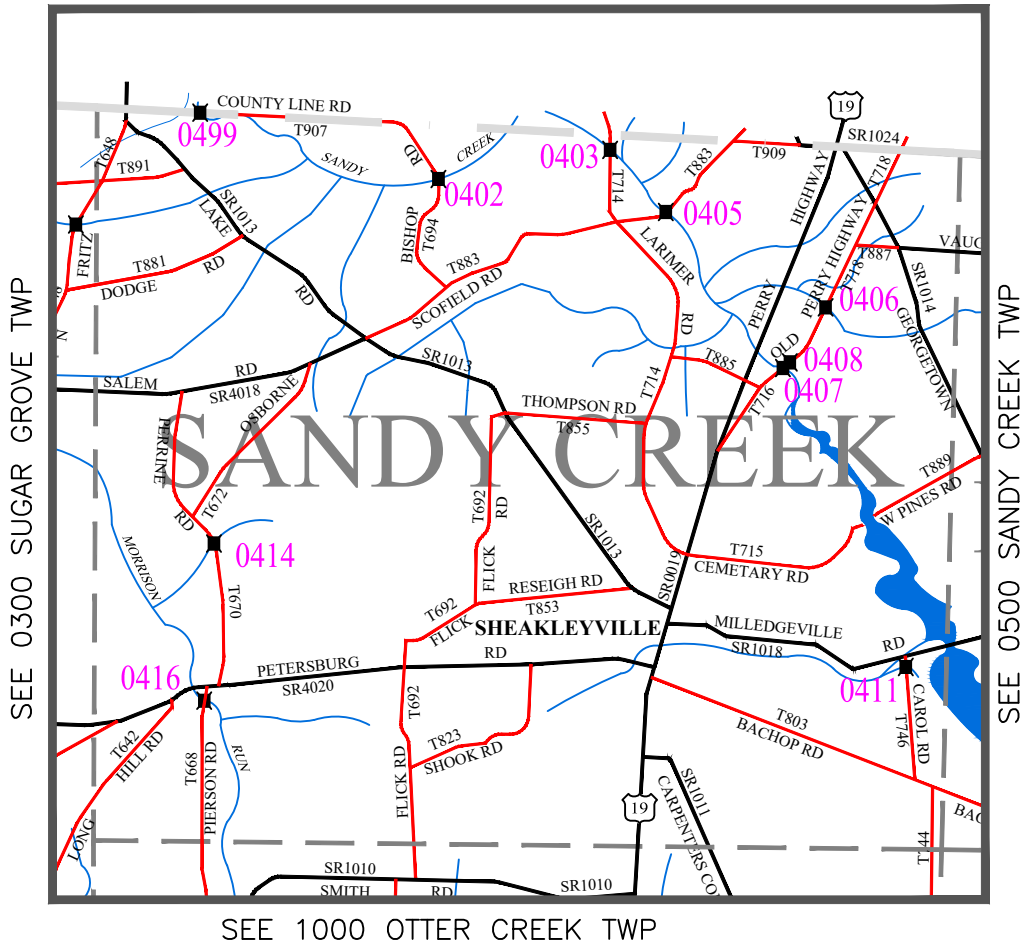 19
COUNTY LINE RD
T907
0499
SR1024
T648
T891
SANDY
CREEK
RD
0403
T883
T909
T718
0402
T714
0405
HIGHWAY
SR1013
LAKE
RD
BISHOP
T694
FRITZ
T881
RD
DODGE
T883
SCOFIELD RD
LARIMER
RD
PERRY HIGHWAY
T718
T887
VAUG
SR1014
GEORGETOWN
PERRY
0406
OLD
0408
0407
N
SR1013
T885
T716
T714
SALEM
RD
SR4018
OSBORNE
THOMPSON RD
T855
SANDY CREEK
PERRINE
RD
T672
T692
RD
FLICK
SR1013
T889
W PINES RD
0414
MORRISON
T670
T715
CEMETARY RD
SR0019
RESEIGH RD
T853
T692
FLICK
SHEAKLEYVILLE
MILLEDGEVILLE
RD
SR1018
PETERSBURG
RD
SR4020
0416
0411
T692
T823
SHOOK RD
FLICK RD
T803
BACHOP RD
CAROL RD
T746
T642
HILL RD
LONG
T668
PIERSON RD
RUN
SR1011
CARPENTERS CO
19
BAC
SR1010
SMITH
RD
SR1010
SEE 0300 SUGAR GROVE TWP
SEE 0500 SANDY CREEK TWP
SEE 1000 OTTER CREEK TWP